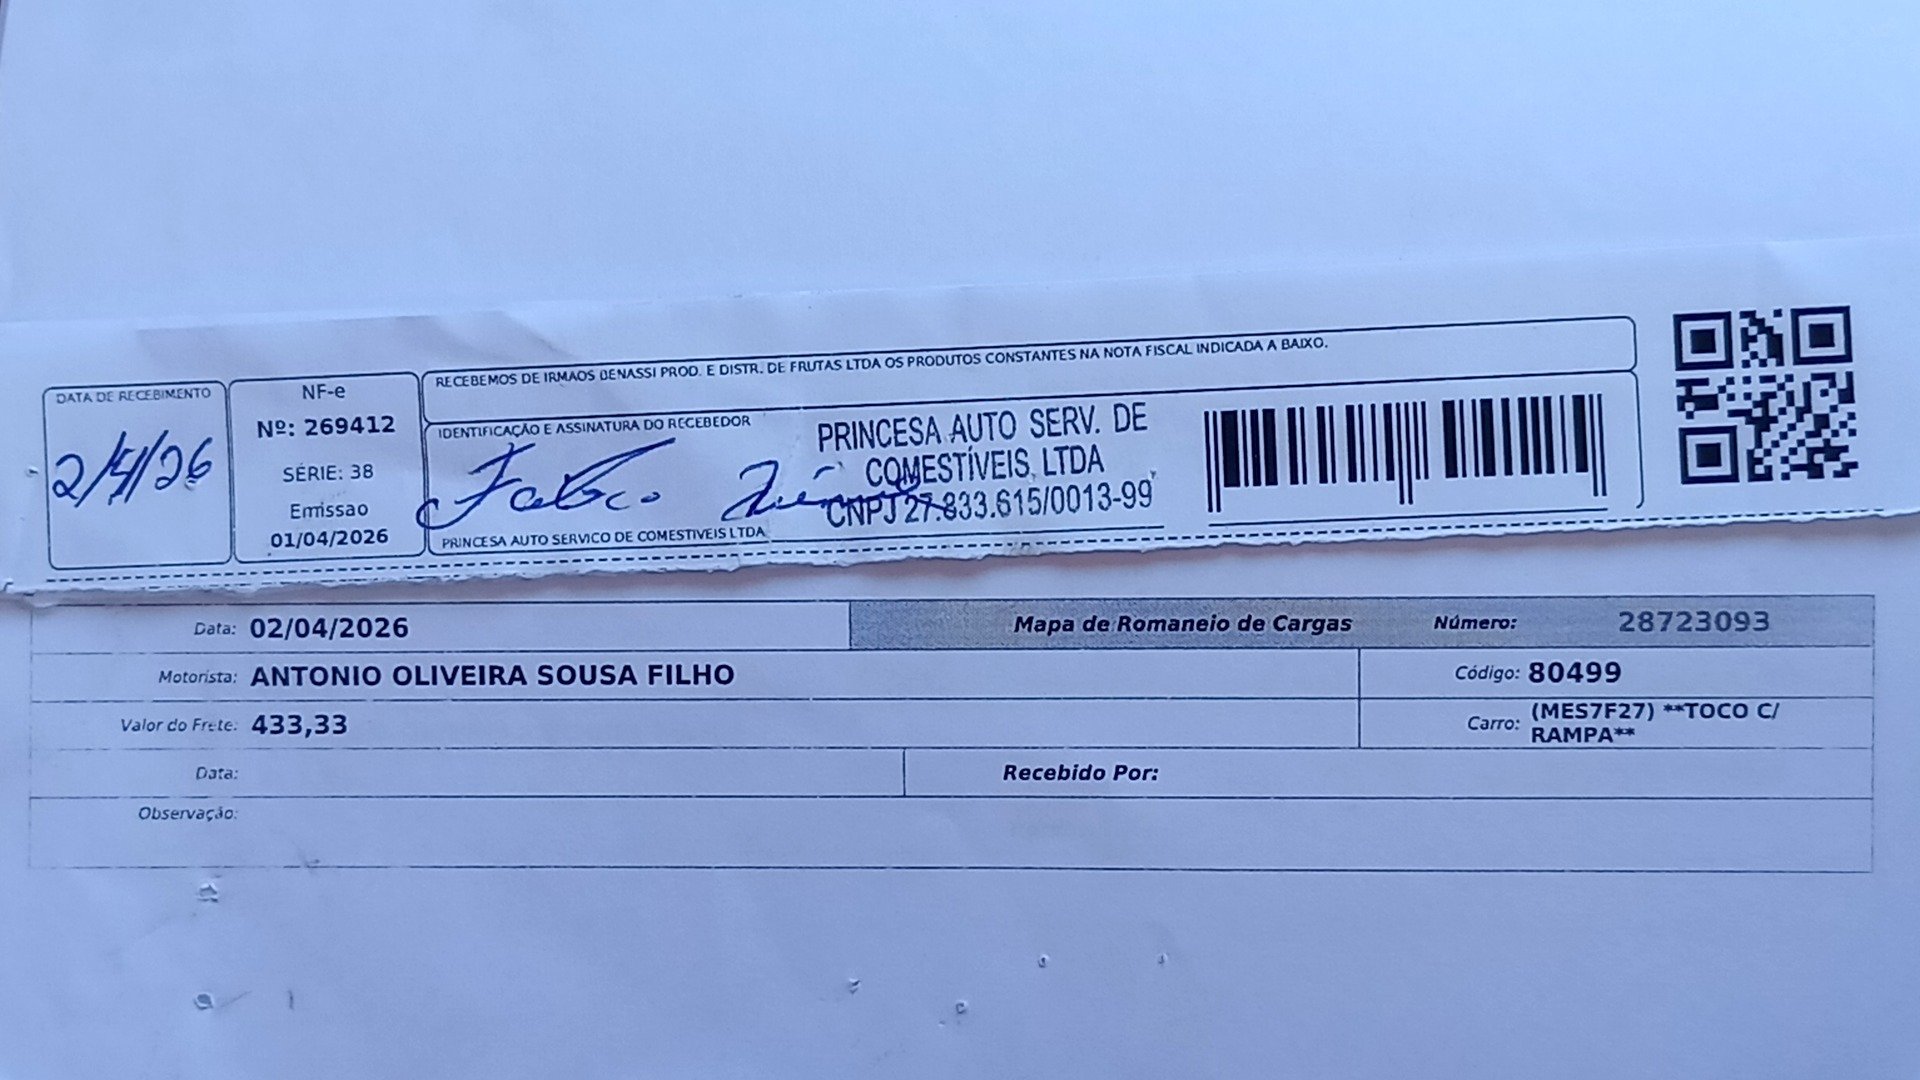 RECEBEMOS DE IRMAOS BENASSI PROD. E DISTR. DE FRUTAS LTDA OS PRODUTOS CONSTANTES NA NOTA FISCAL INDICADA A BAIXO.
DATA DE RECEBIMENTO
2/4/26
NF-e
Nº: 269412
SÉRIE: 38
Emissao
01/04/2026
IDENTIFICAÇÃO E ASSINATURA DO RECEBEDOR
PRINCESA AUTO SERV. DE
COMESTÍVEIS, LTDA
CNPJ 27.833.615/0013-99
PRINCESA AUTO SERVICO DE COMESTIVEIS LTDA
Data: 02/04/2026 Mapa de Romaneio de Cargas Número: 28723093
Motorista: ANTONIO OLIVEIRA SOUSA FILHO Código: 80499
Valor do Frete: 433,33 Carro: (MES7F27) **TOCO C/
RAMPA**
Data: Recebido Por:
Observação: